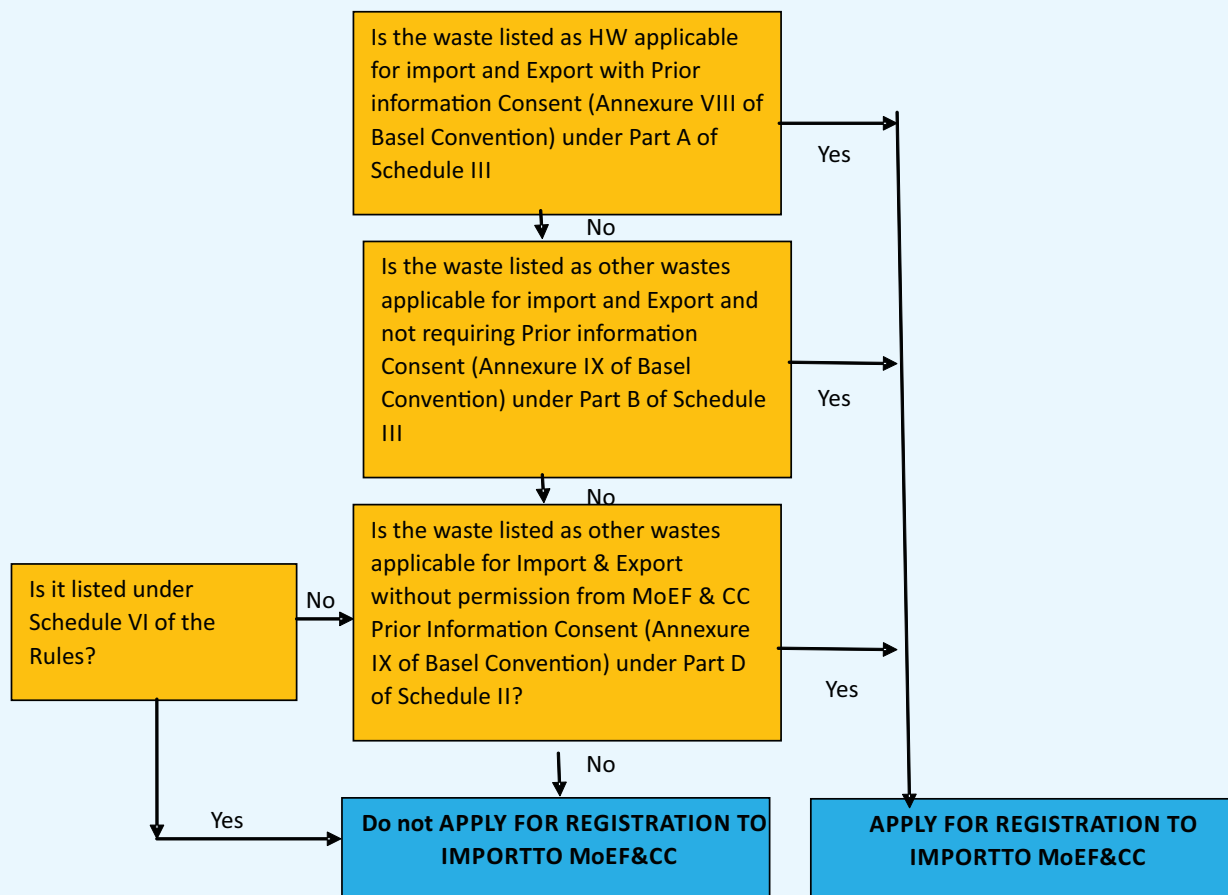 Is the waste listed as HW applicable
for import and Export with Prior
information Consent (Annexure VIII of
Basel Convention) under Part A of
Schedule III
Yes
No
Is the waste listed as other wastes
applicable for import and Export and
not requiring Prior information
Consent (Annexure IX of Basel
Convention) under Part B of Schedule
III
Yes
No
Is it listed under
Schedule VI of the
Rules?
No
Is the waste listed as other wastes
applicable for Import & Export
without permission from MoEF & CC
Prior Information Consent (Annexure
IX of Basel Convention) under Part D
of Schedule II?
Yes
No
Yes
Do not APPLY FOR REGISTRATION TO
IMPORTTO MoEF&CC
APPLY FOR REGISTRATION TO
IMPORTTO MoEF&CC